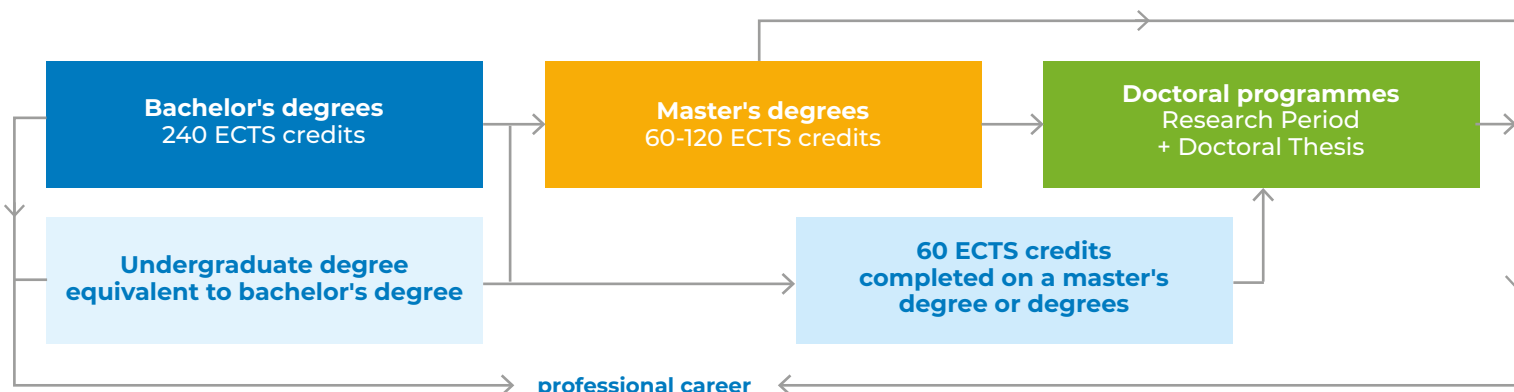 Bachelor's degrees
240 ECTS credits
Master's degrees
60-120 ECTS credits
Doctoral programmes
Research Period
+ Doctoral Thesis
Undergraduate degree
equivalent to bachelor's degree
60 ECTS credits
completed on a master's
degree or degrees
professional career